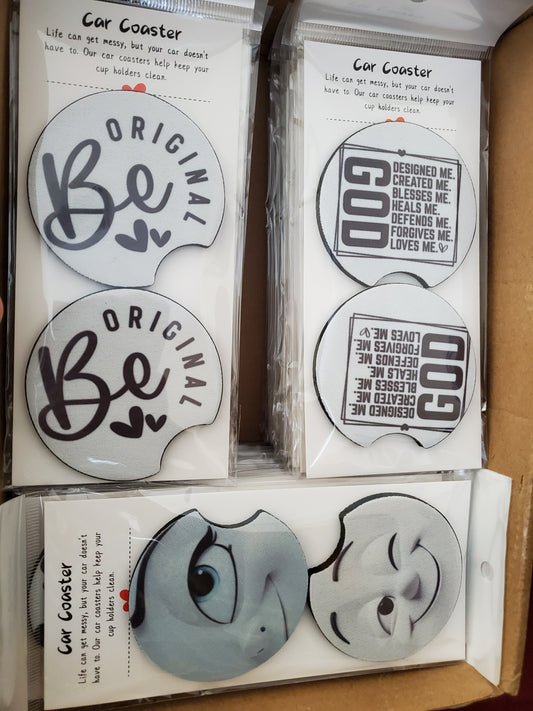 Car Coaster
Life can get messy, but your car doesn't
have to. Our car coasters help keep your
cup holders clean.
ORIGINAL
Be
ORIGINAL
Be
Car Coaster
Life can get messy, but your car doesn't
have to. Our car coasters help keep your
cup holders clean.
GOD
DESIGNED ME.
CREATED ME.
BLESSES ME.
HEALS ME.
DEFENDS ME.
FORGIVES ME.
LOVES ME.
GOD
DESIGNED ME.
CREATED ME.
BLESSES ME.
HEALS ME.
DEFENDS ME.
FORGIVES ME.
LOVES ME.
Car Coaster
Life can get messy, but your car doesn't
have to. Our car coasters help keep your
cup holders clean.